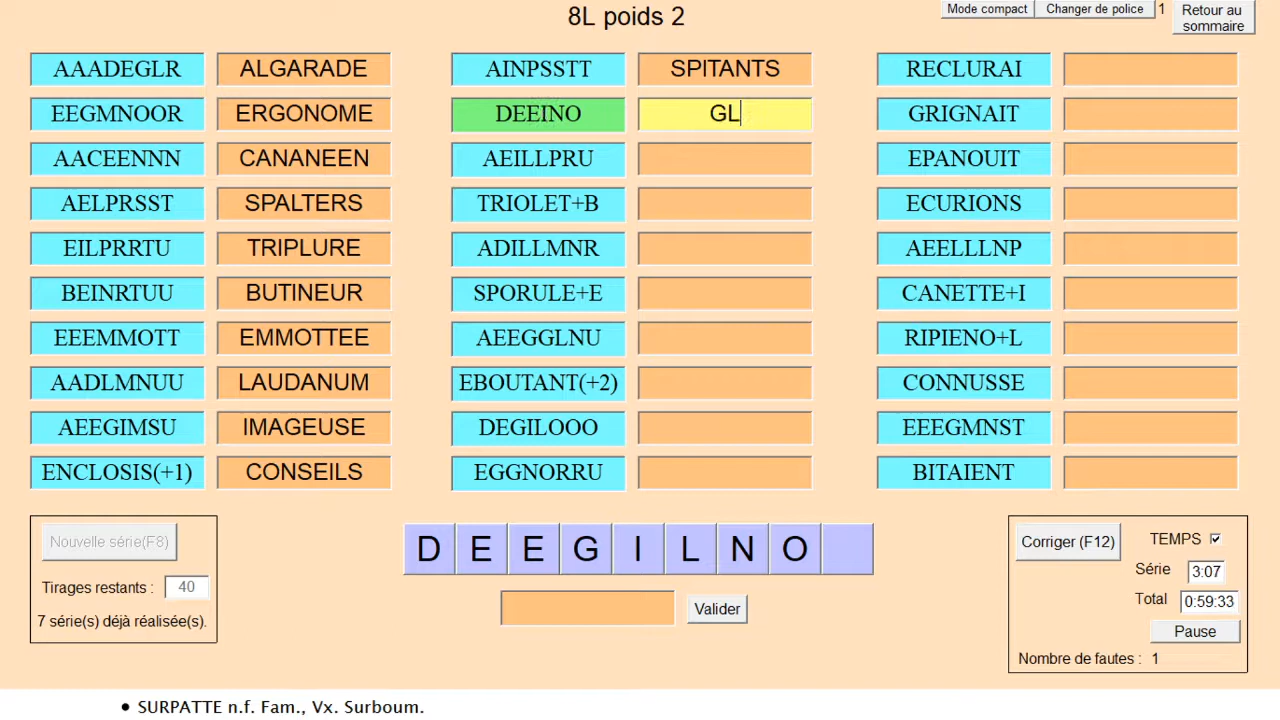 8L poids 2
Mode compact Changer de police 1 Retour au sommaire
AAADEGLR ALGARADE AINPSSTT SPITANTS RECLURAI
EEGMNOOR ERGONOME DEEINO GL GRIGNAIT
AACEENNN CANANEEN AEILLPRU EPANOUIT
AELPRSST SPALTERS TRIOLET+B ECURIONS
EILPRRTU TRIPLURE ADILLMNR AEELLLNP
BEINRTUU BUTINEUR SPORULE+E CANETTE+I
EEEMMOTT EMMOTTEE AEEGGLNU RIPIENO+L
AADLMNUU LAUDANUM EBOUTANT(+2) CONNUSSE
AEEGIMSU IMAGEUSE DEGILOOO EEEGMNST
ENCLOSIS(+1) CONSEILS EGGNORRU BITAIENT
Nouvelle série(F8)
Tirages restants : 40
7 série(s) déjà réalisée(s).
D E E G I L N O
Valider
Corriger (F12) TEMPS
Série 3:07
Total 0:59:33
Pause
Nombre de fautes : 1
• SURPATTE n.f. Fam., Vx. Surboum.